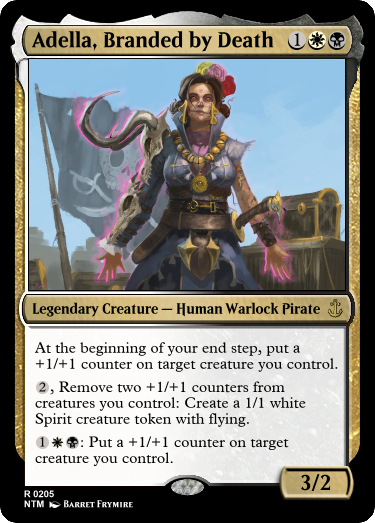 Adella, Branded by Death 1
Legendary Creature — Human Warlock Pirate
At the beginning of your end step, put a
+1/+1 counter on target creature you control.
2, Remove two +1/+1 counters from
creatures you control: Create a 1/1 white
Spirit creature token with flying.
1: Put a +1/+1 counter on target
creature you control.
3/2
R 0205
NTM Barret Frymire